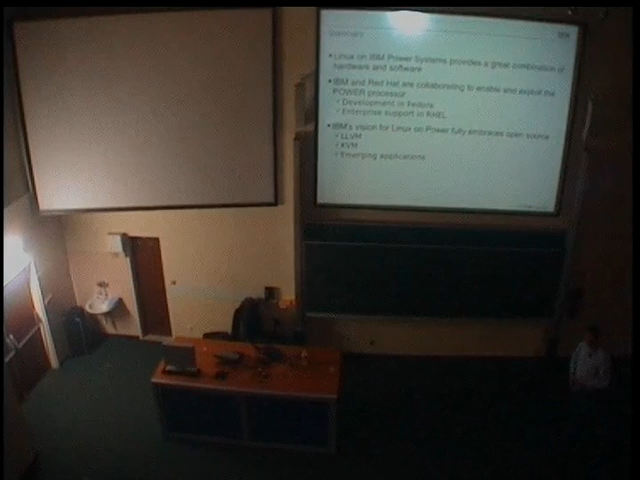 Summary
IBM
• Linux on IBM Power Systems provides a great combination of
hardware and software
• IBM and Red Hat are collaborating to enable and exploit the
POWER processor
✓ Development in Fedora
✓ Enterprise support in RHEL
• IBM's vision for Linux on Power fully embraces open source
✓ LLVM
✓ KVM
✓ Emerging applications